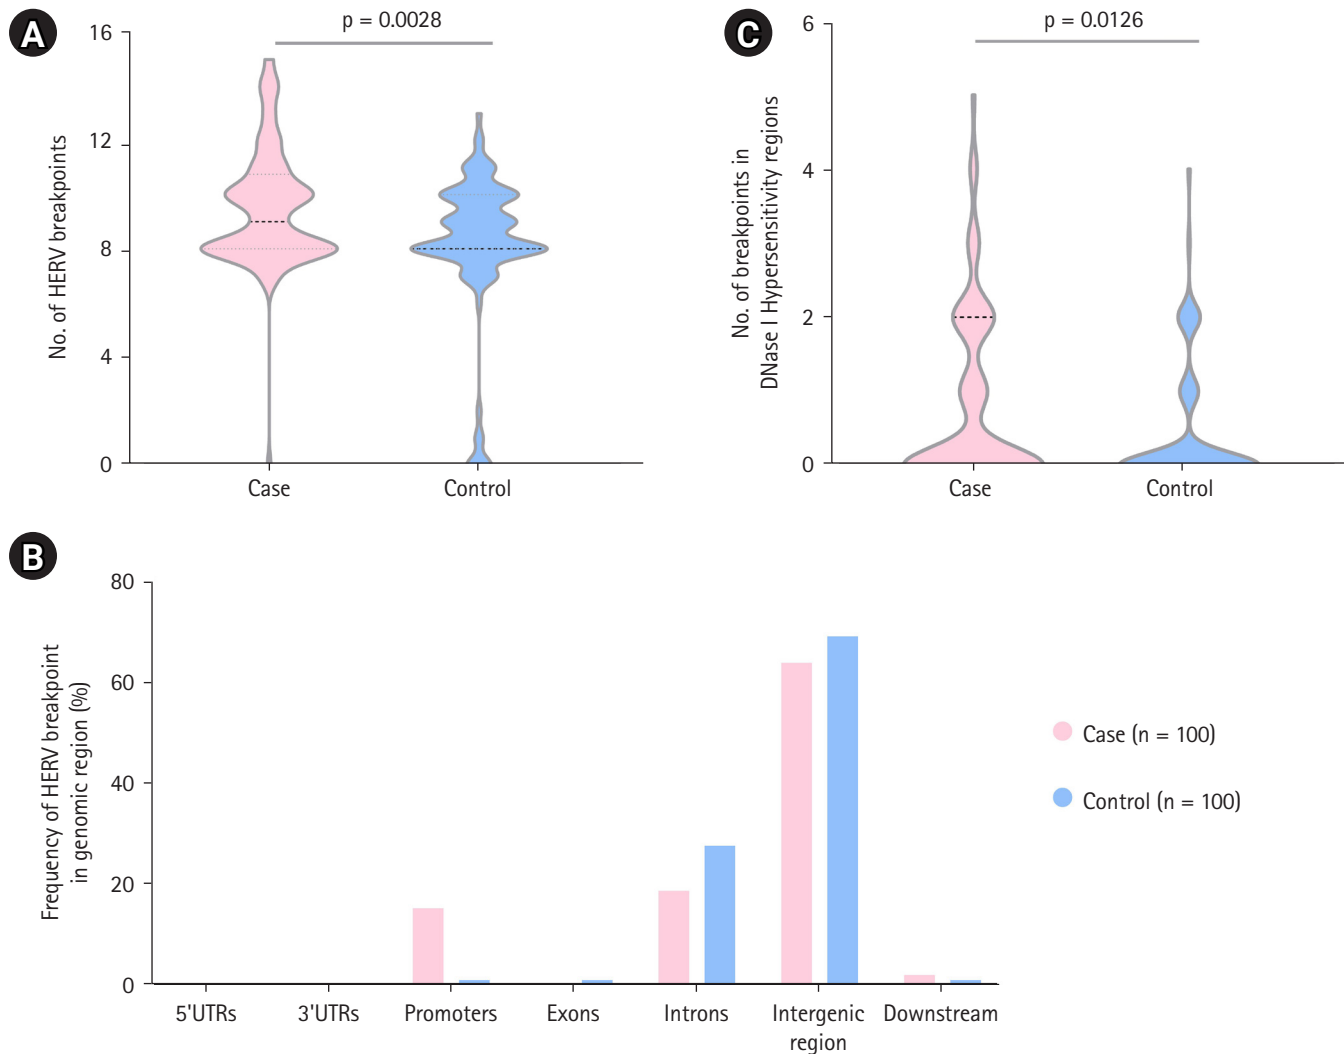 A
p = 0.0028
No. of HERV breakpoints
16
12
8
4
0
Case
Control
C
p = 0.0126
No. of breakpoints in
DNase I Hypersensitivity regions
6
4
2
0
Case
Control
B
Frequency of HERV breakpoint
in genomic region (%)
80
60
40
20
0
5'UTRs
3'UTRs
Promoters
Exons
Introns
Intergenic
region
Downstream
Case (n = 100)
Control (n = 100)